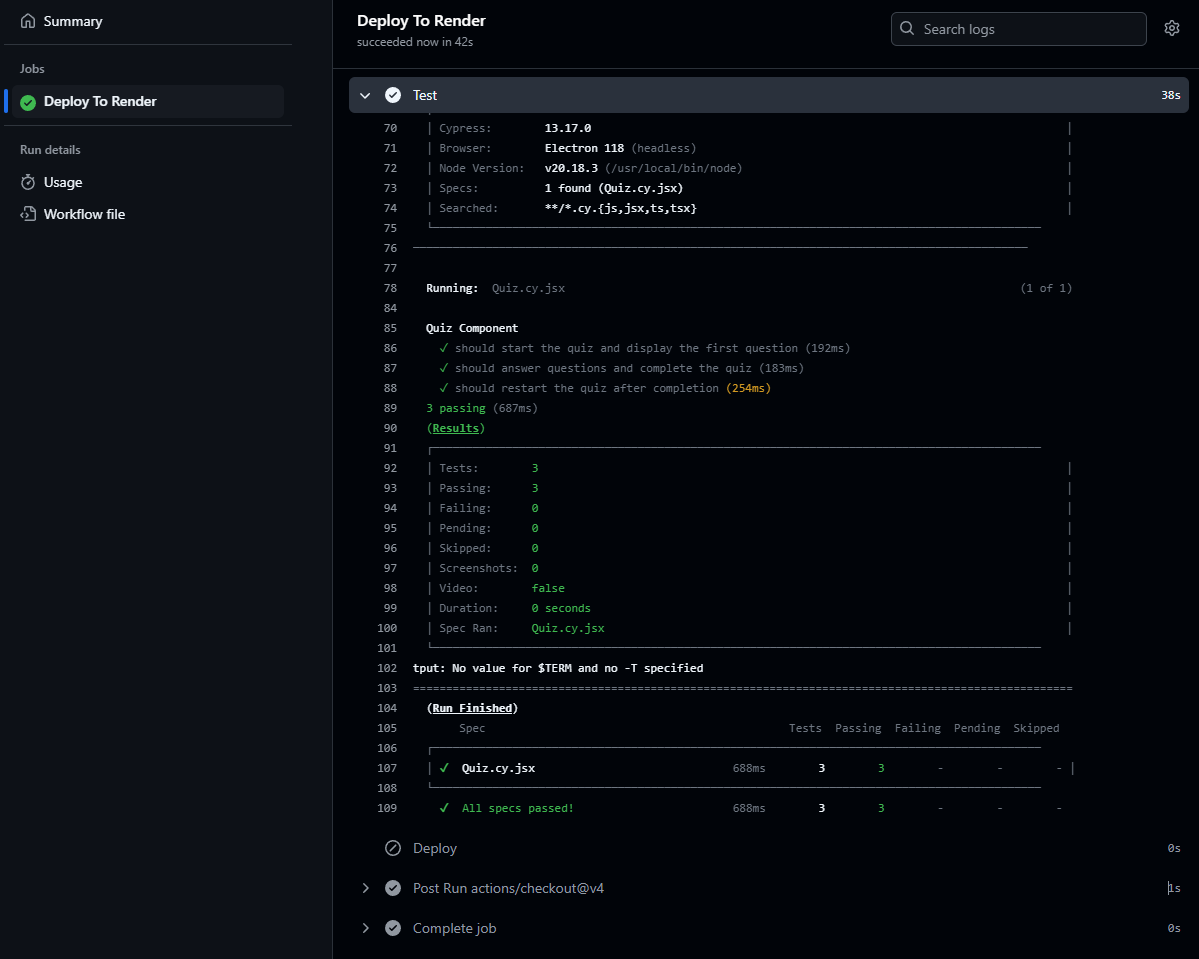 Summary
Jobs
Deploy To Render
Run details
Usage
Workflow file
Deploy To Render
succeeded now in 42s
Search logs
Test 38s
70 | Cypress: 13.17.0 |
71 | Browser: Electron 118 (headless) |
72 | Node Version: v20.18.3 (/usr/local/bin/node) |
73 | Specs: 1 found (Quiz.cy.jsx) |
74 | Searched: **/*.cy.{js,jsx,ts,tsx} |
75
76
77
78 Running: Quiz.cy.jsx (1 of 1)
84
85 Quiz Component
86 ✓ should start the quiz and display the first question (192ms)
87 ✓ should answer questions and complete the quiz (183ms)
88 ✓ should restart the quiz after completion (254ms)
89 3 passing (687ms)
90 (Results)
91
92 | Tests: 3 |
93 | Passing: 3 |
94 | Failing: 0 |
95 | Pending: 0 |
96 | Skipped: 0 |
97 | Screenshots: 0 |
98 | Video: false |
99 | Duration: 0 seconds |
100 | Spec Ran: Quiz.cy.jsx |
101
102 tput: No value for $TERM and no -T specified
103 ====================================================================================================
104 (Run Finished)
105 Spec Tests Passing Failing Pending Skipped
106
107 | ✓ Quiz.cy.jsx 688ms 3 3 - - - |
108
109 ✓ All specs passed! 688ms 3 3 - - -
Deploy 0s
Post Run actions/checkout@v4 1s
Complete job 0s